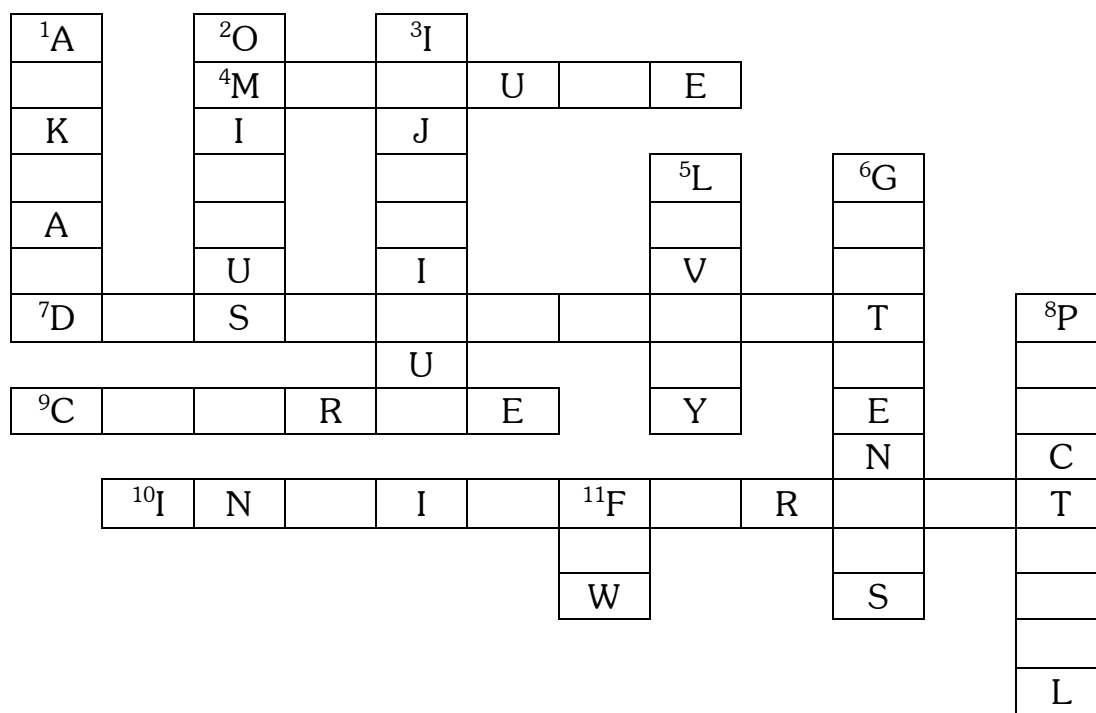 1A 2O 3I
4M U E
K I J
5L 6G
A
U I V
7D S T 8P
U
9C R E Y E
N C
10I N I 11F R T
W S
L